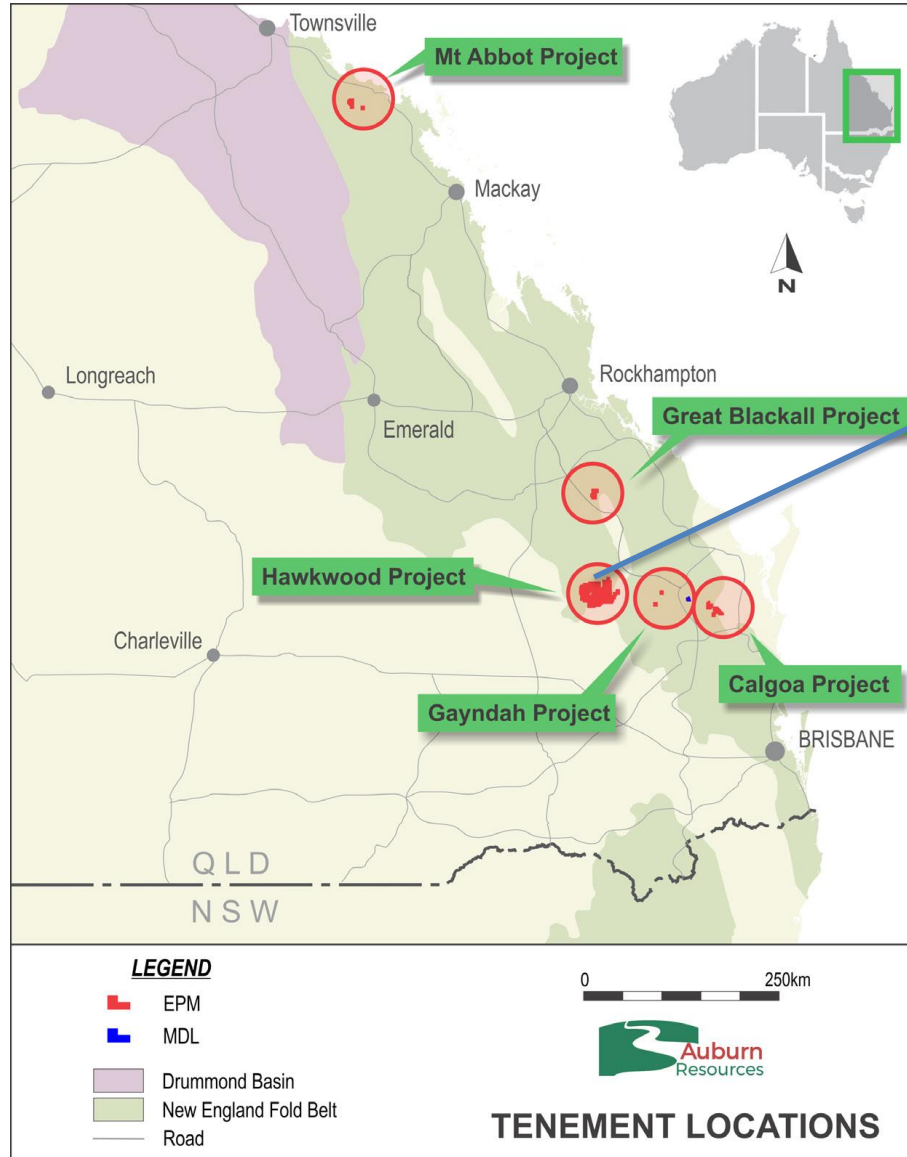 Townsville
Mt Abbot Project
Mackay
N
Longreach
Rockhampton
Emerald
Great Blackall Project
Hawkwood Project
Charleville
Calgoa Project
Gayndah Project
BRISBANE
QLD
NSW
LEGEND
EPM
MDL
Drummond Basin
New England Fold Belt
Road
0 250km
Auburn
Resources
TENEMENT LOCATIONS